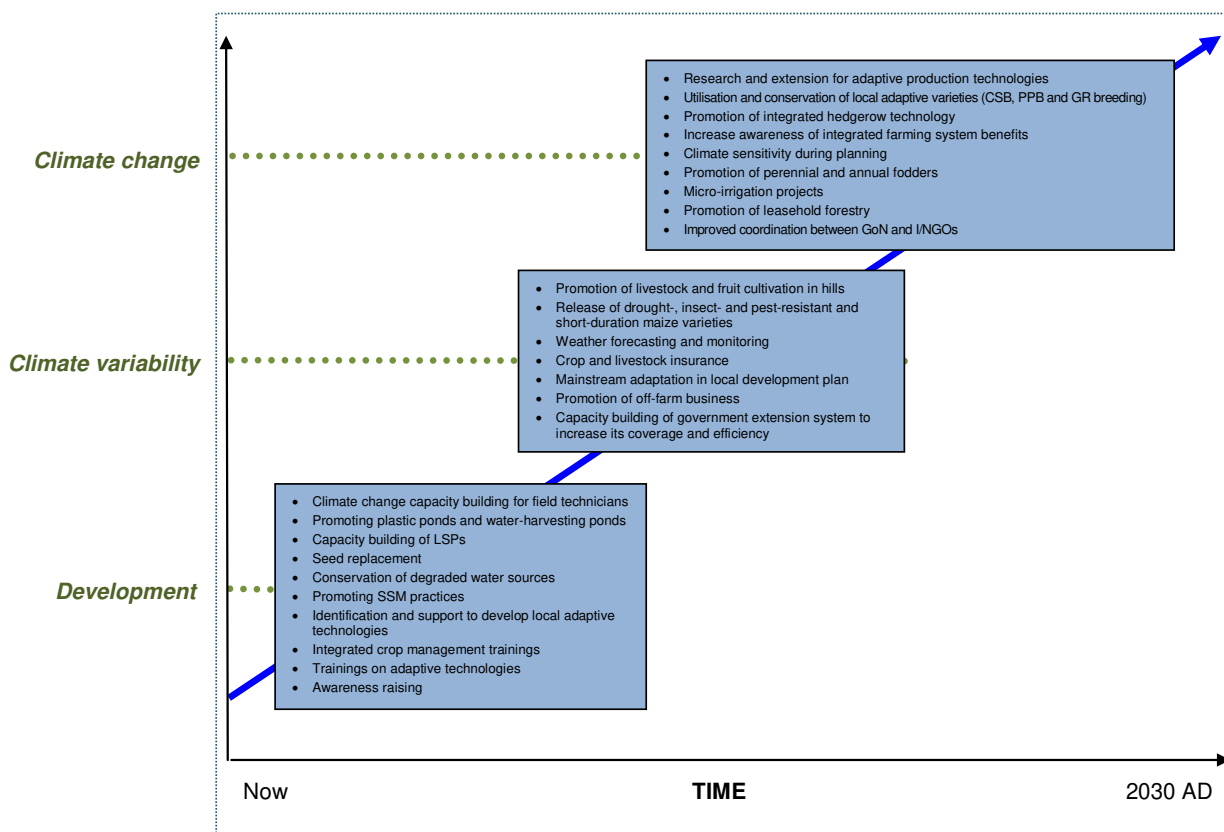 Climate change
• Research and extension for adaptive production technologies
• Utilisation and conservation of local adaptive varieties (CSB, PPB and GR breeding)
• Promotion of integrated hedgerow technology
• Increase awareness of integrated farming system benefits
• Climate sensitivity during planning
• Promotion of perennial and annual fodders
• Micro-irrigation projects
• Promotion of leasehold forestry
• Improved coordination between GoN and I/NGOs
Climate variability
• Promotion of livestock and fruit cultivation in hills
• Release of drought-, insect- and pest-resistant and
short-duration maize varieties
• Weather forecasting and monitoring
• Crop and livestock insurance
• Mainstream adaptation in local development plan
• Promotion of off-farm business
• Capacity building of government extension system to
increase its coverage and efficiency
Development
• Climate change capacity building for field technicians
• Promoting plastic ponds and water-harvesting ponds
• Capacity building of LSPs
• Seed replacement
• Conservation of degraded water sources
• Promoting SSM practices
• Identification and support to develop local adaptive
technologies
• Integrated crop management trainings
• Trainings on adaptive technologies
• Awareness raising
Now
TIME
2030 AD